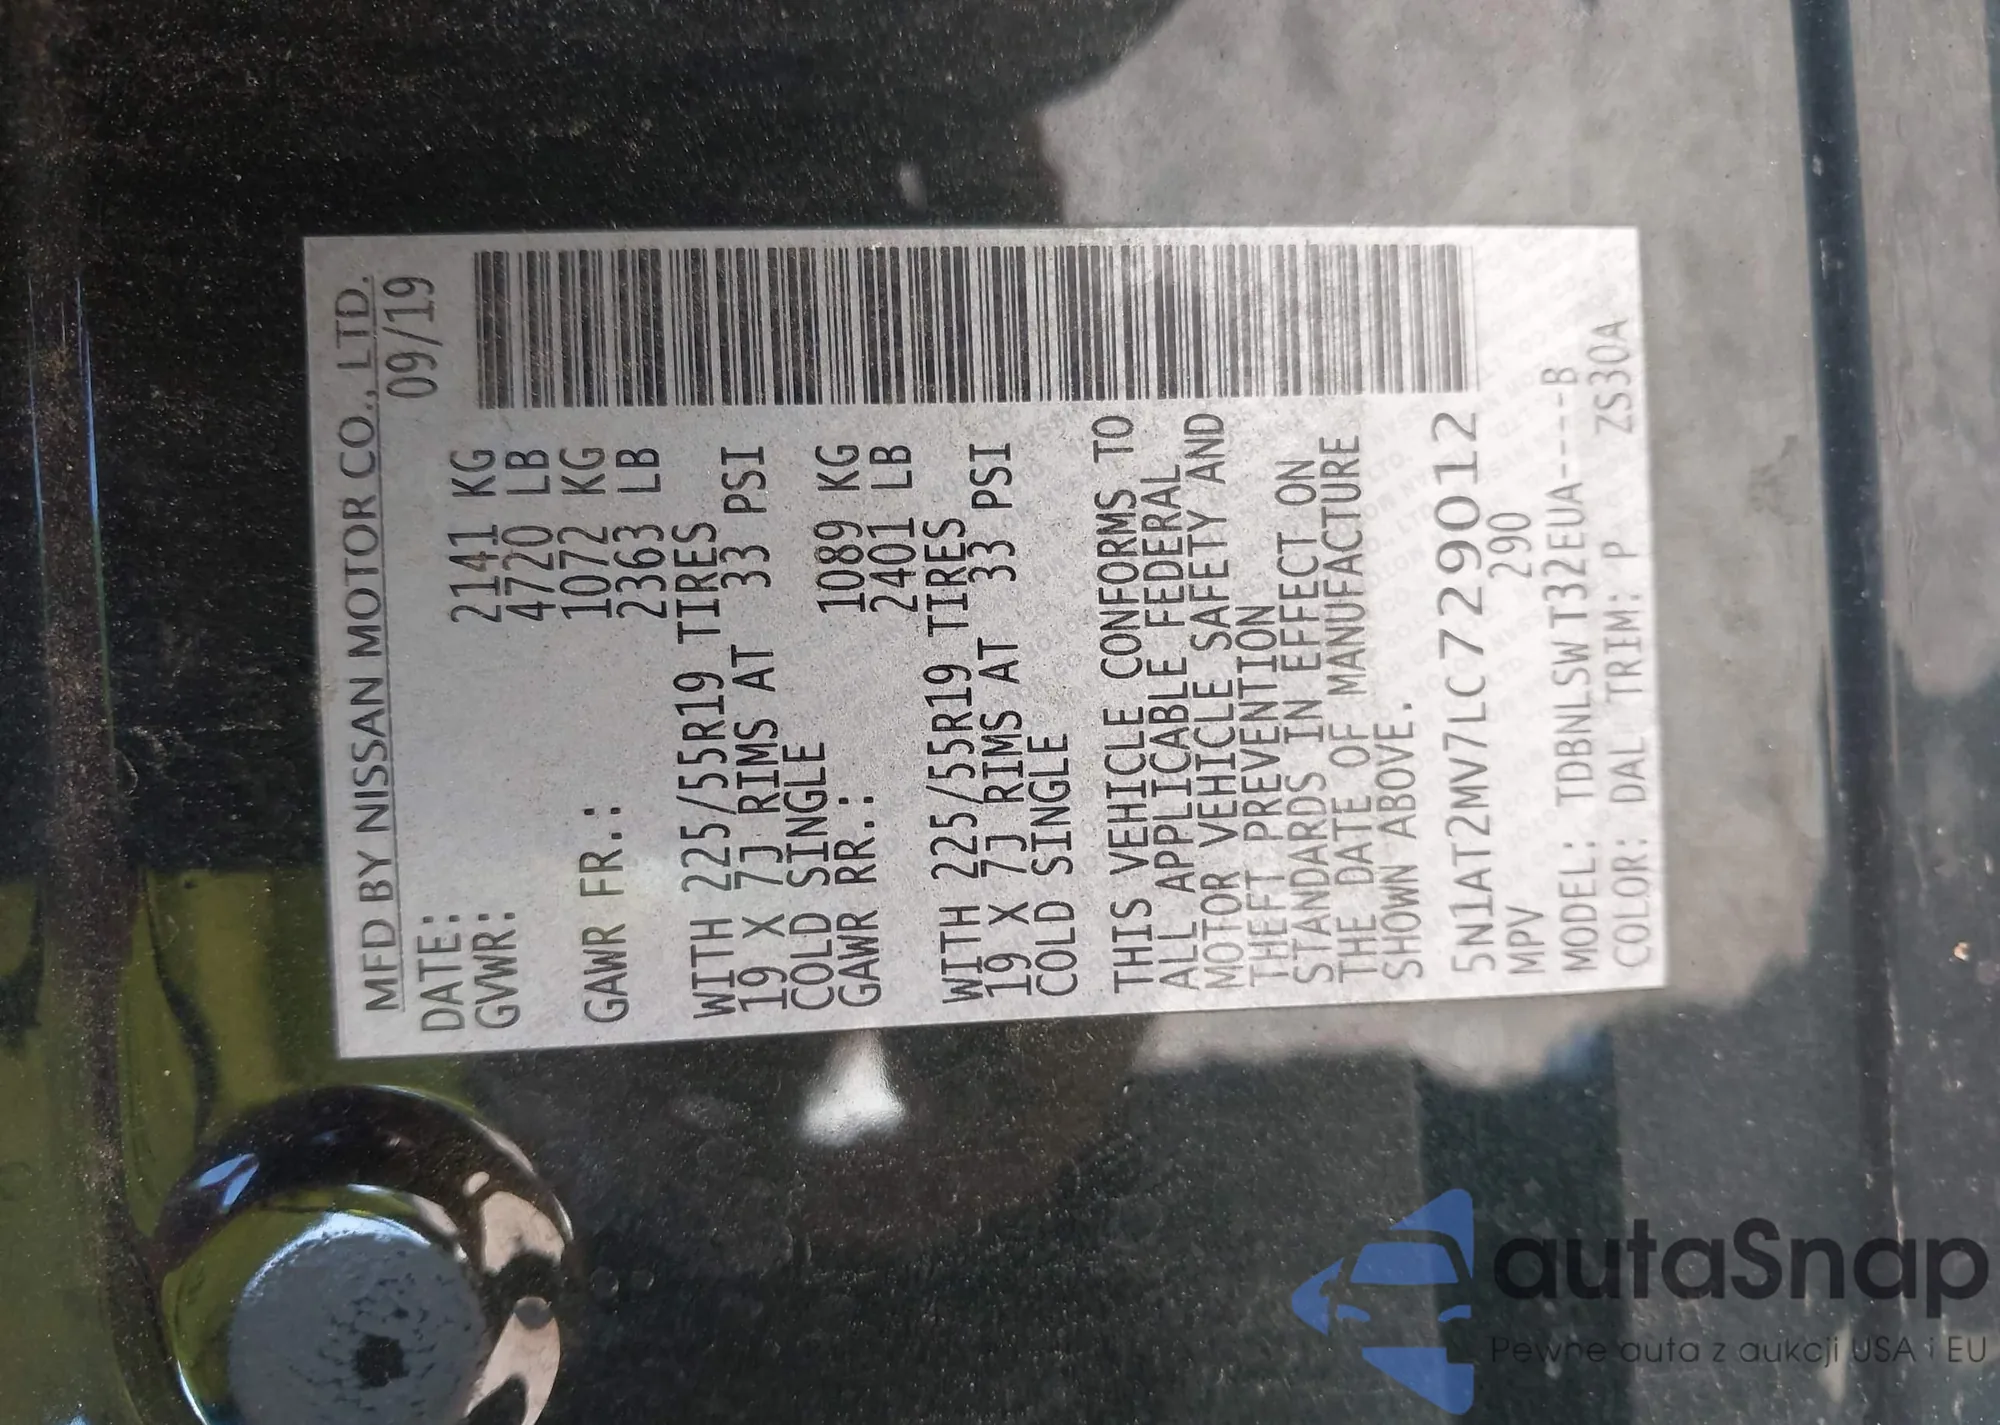 MFD BY NISSAN MOTOR CO., LTD.
DATE: 09/19
GVWR: 2141 KG
4720 LB
GAWR FR.: 1072 KG
2363 LB
WITH 225/55R19 TIRES
19 X 7J RIMS AT 33 PSI
COLD SINGLE
GAWR RR.: 1089 KG
2401 LB
WITH 225/55R19 TIRES
19 X 7J RIMS AT 33 PSI
COLD SINGLE
THIS VEHICLE CONFORMS TO
ALL APPLICABLE FEDERAL
MOTOR VEHICLE SAFETY AND
THEFT PREVENTION
STANDARDS IN EFFECT ON
THE DATE OF MANUFACTURE
SHOWN ABOVE.
5N1AT2MV7LC729012
MPV 290
MODEL: TDBNLSW T32EUA-----B
COLOR: DAL TRIEM: P ZS30A
autaSnap
Pewne auta z aukcji USA i EU